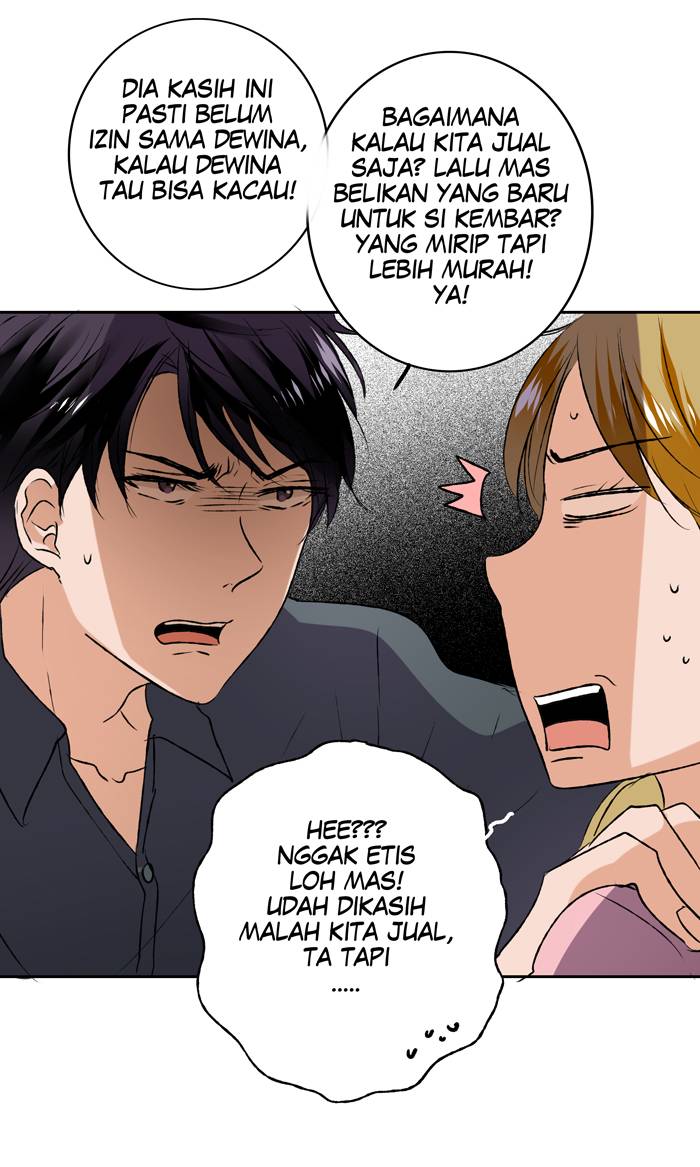 DIA KASIH INI
PASTI BELUM
IZIN SAMA DEWINA,
KALAU DEWINA
TAU BISA KACAU!
BAGAIMANA
KALAU KITA JUAL
SAJA? LALU MAS
BELIKAN YANG BARU
UNTUK SI KEMBAR?
YANG MIRIP TAPI
LEBIH MURAH!
YA!
HEE???
NGGAK ETIS
LOH MAS!
UDAH DIKASIH
MALAH KITA JUAL,
TA TAPI
.....